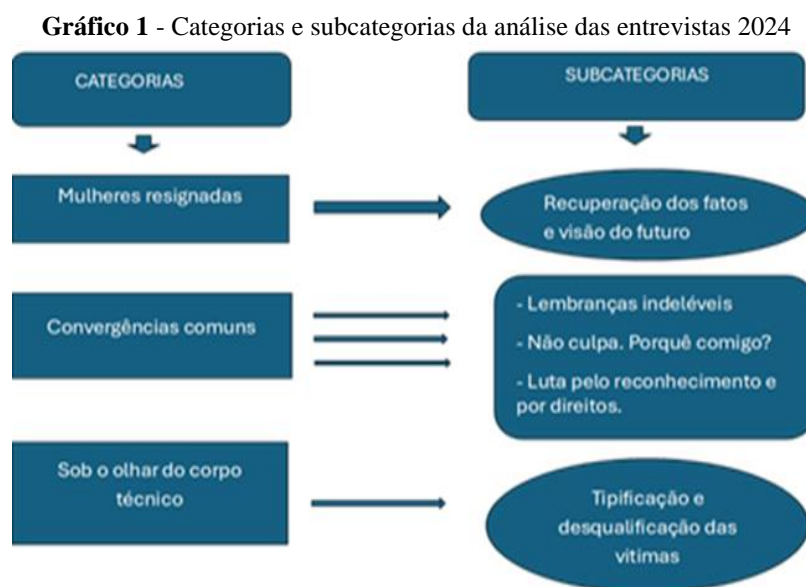 Gráfico 1 - Categorias e subcategorias da análise das entrevistas 2024
CATEGORIAS
SUBCATEGORIAS
Mulheres resignadas
Recuperação dos fatos
e visão do futuro
Convergências comuns
- Lembranças indeléveis
- Não culpa. Porquê comigo?
- Luta pelo reconhecimento e
por direitos.
Sob o olhar do corpo
técnico
Tipificação e
desqualificação das
vitimas